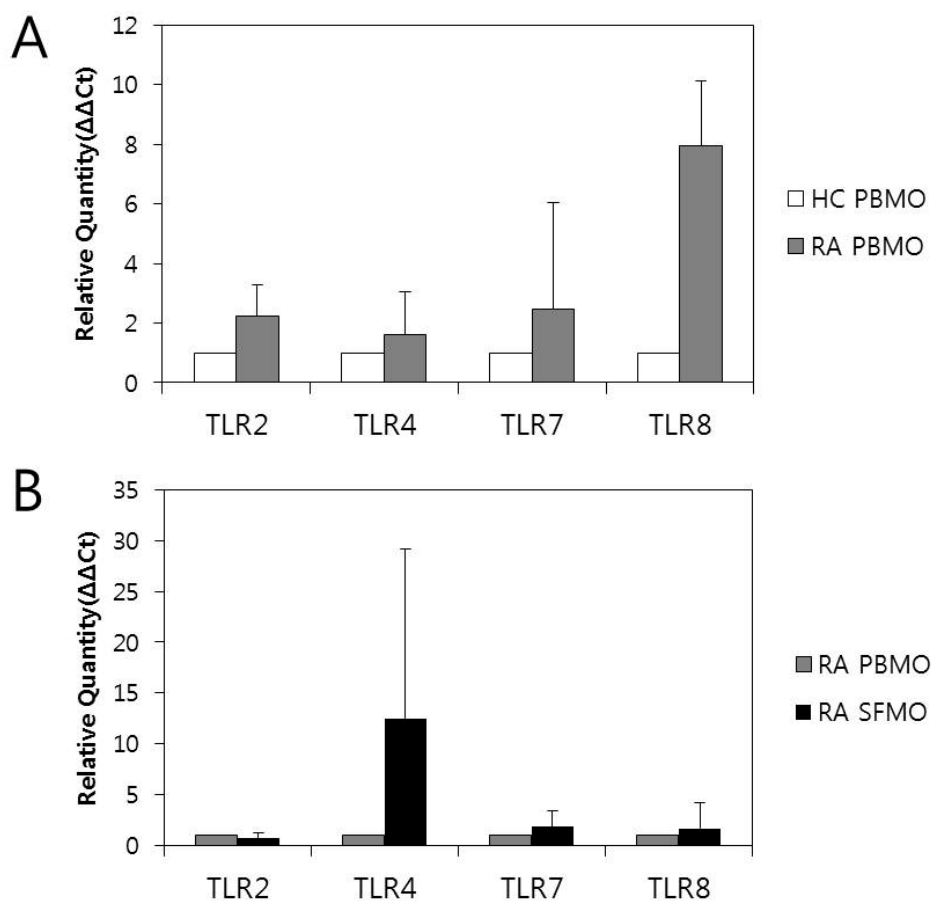 A
Relative Quantity(ΔΔCt)
12
10
8
6
4
2
0
TLR2 TLR4 TLR7 TLR8
HC PBMO
RA PBMO
B
Relative Quantity(ΔΔCt)
35
30
25
20
15
10
5
0
TLR2 TLR4 TLR7 TLR8
RA PBMO
RA SFMO